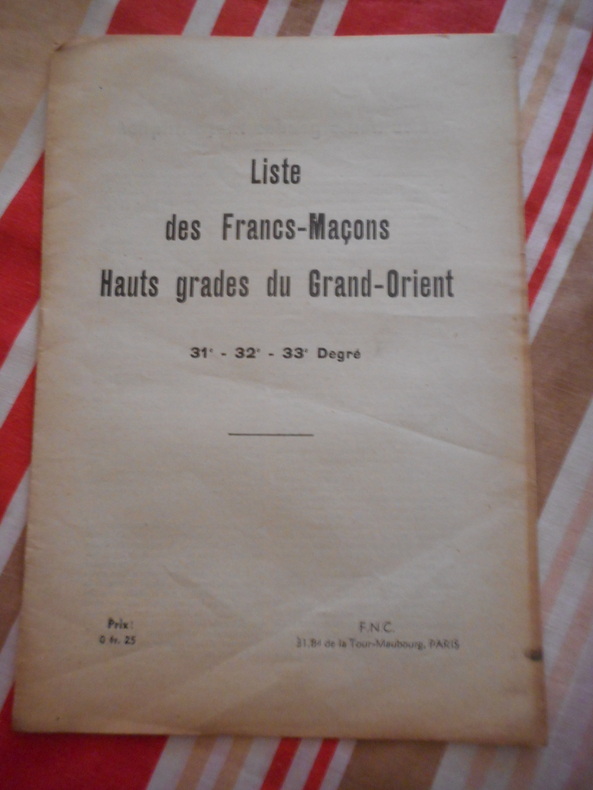 Liste
des Francs-Maçons
Hauts grades du Grand-Orient
31e - 32e - 33e Degré
Prix:
0 fr. 25
F.N.C.
31.Bd de la Tour-Maubourg, PARIS